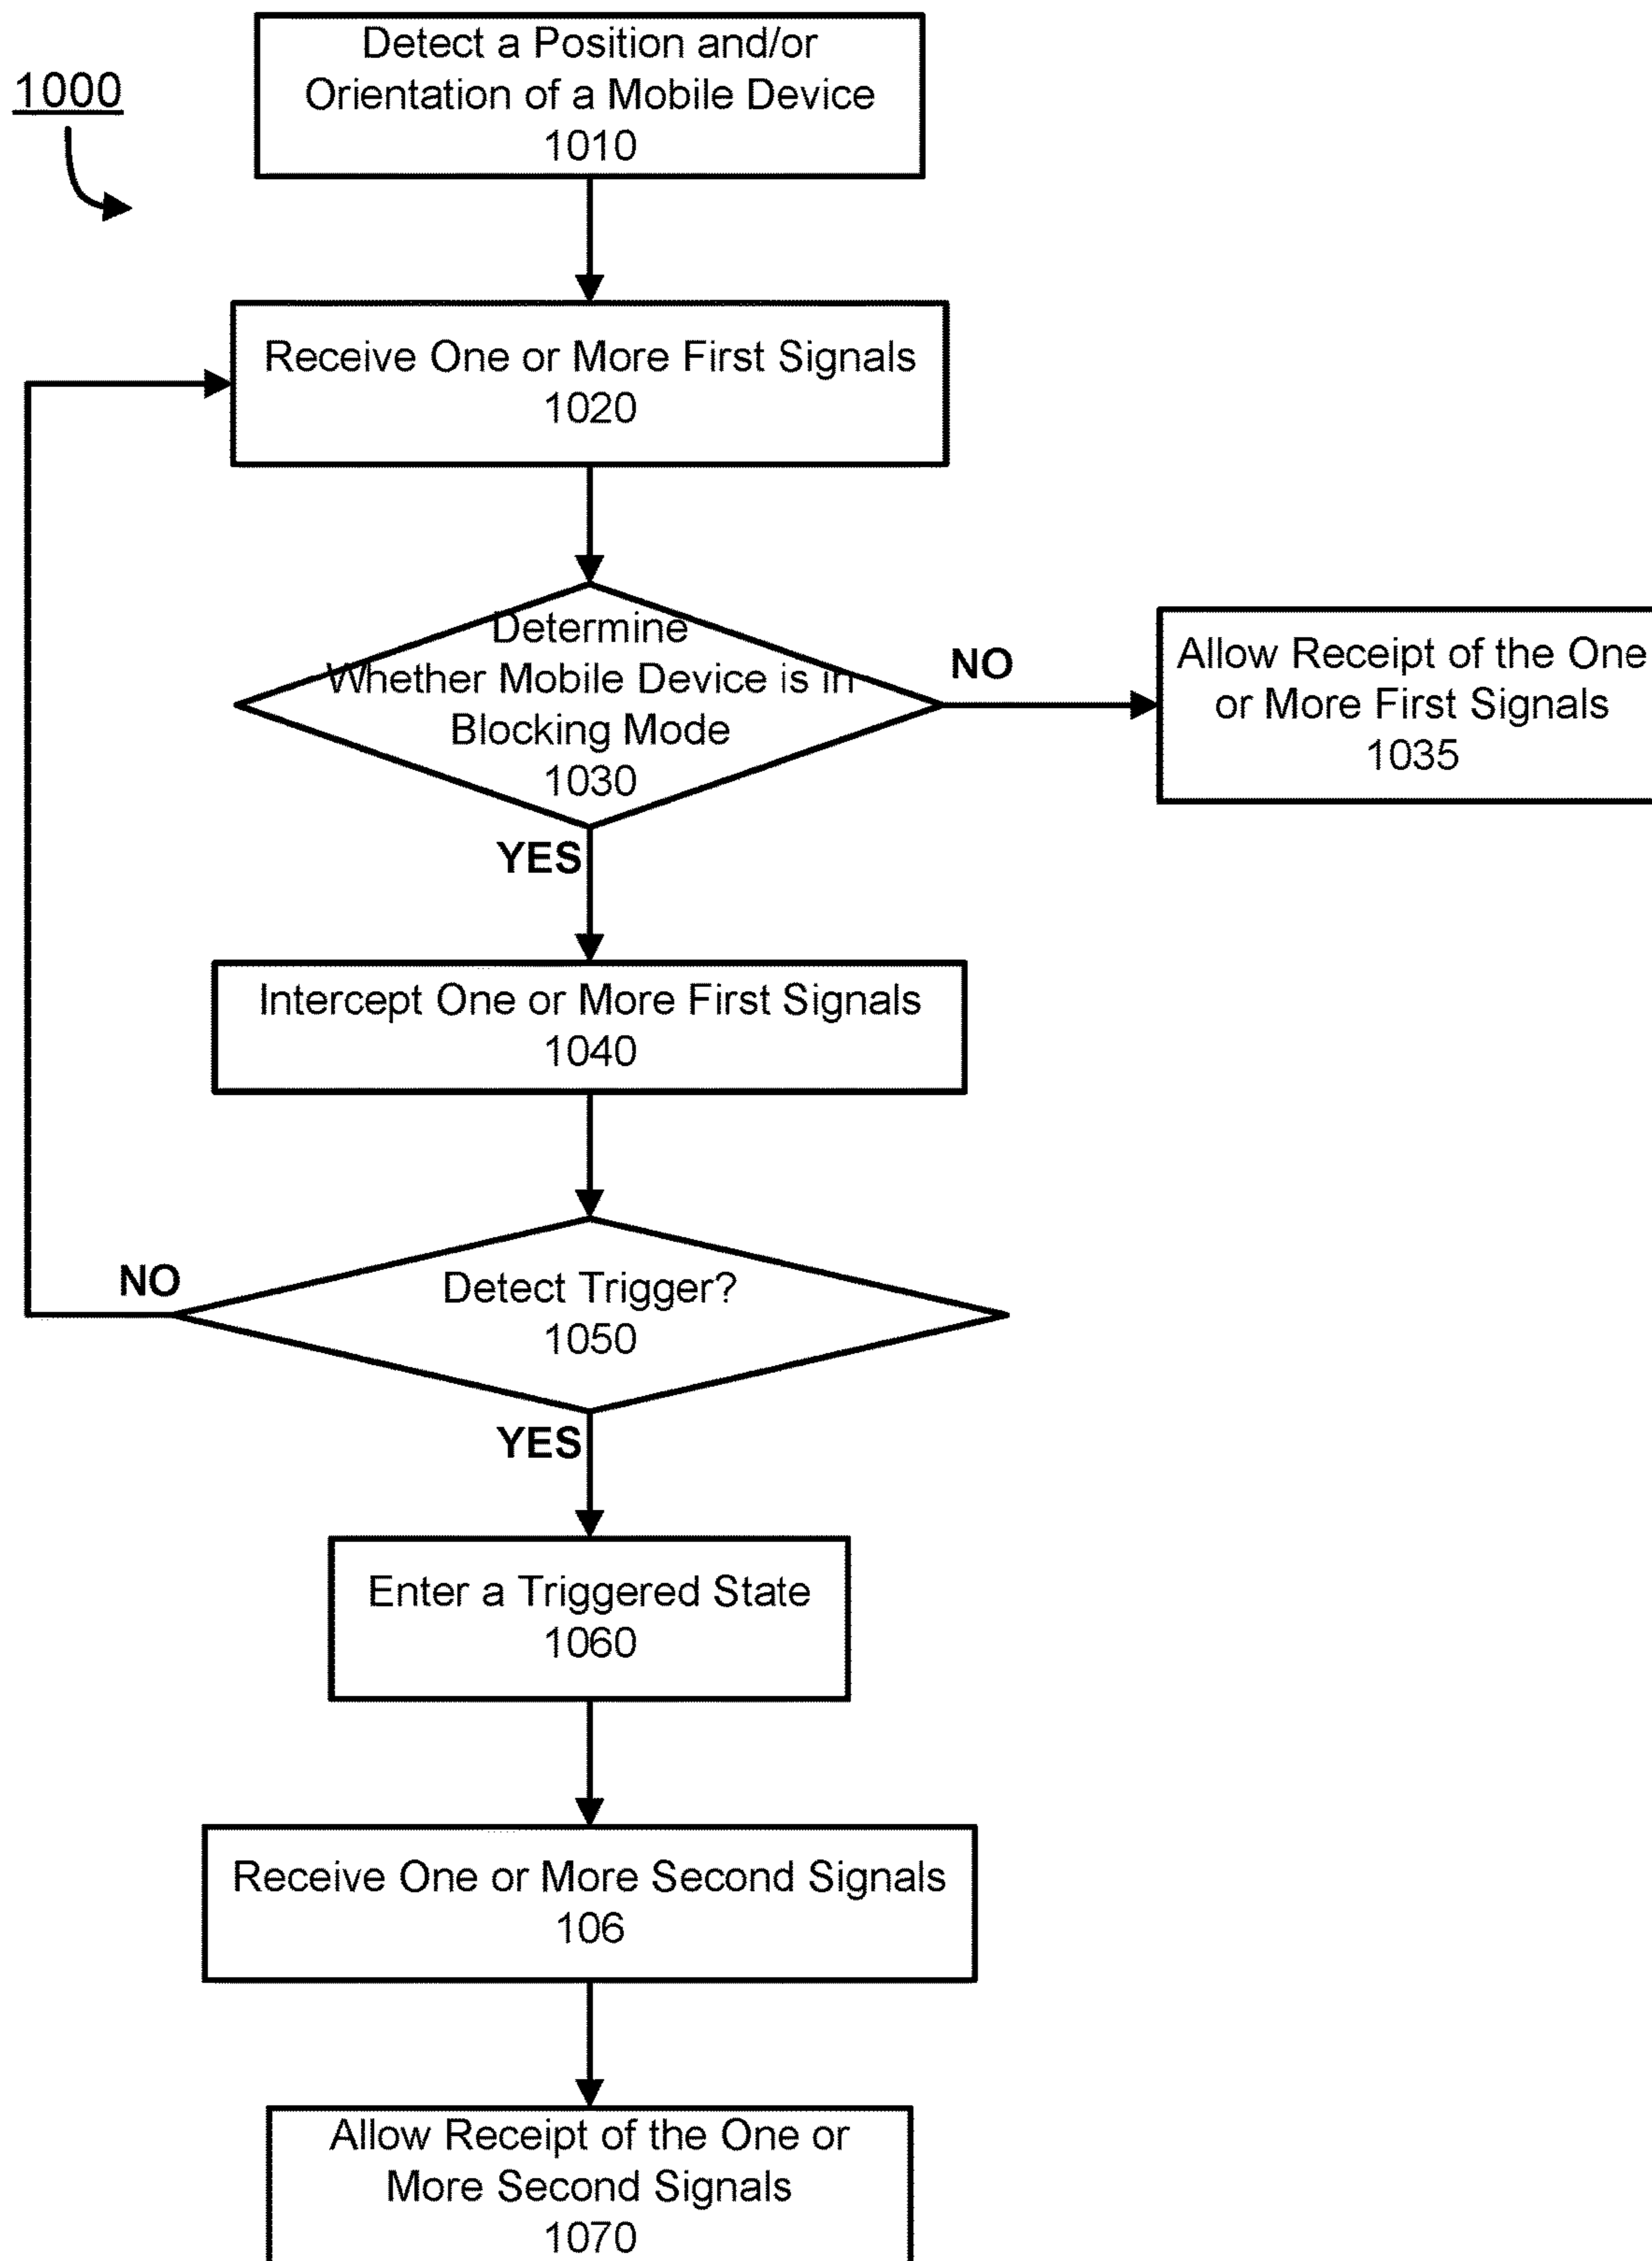 Detect a Position and/or
Orientation of a Mobile Device
1010
1000
Receive One or More First Signals
1020
Determine
Whether Mobile Device is in
Blocking Mode
1030
NO
Allow Receipt of the One
or More First Signals
1035
YES
Intercept One or More First Signals
1040
NO
Detect Trigger?
1050
YES
Enter a Triggered State
1060
Receive One or More Second Signals
106
Allow Receipt of the One or
More Second Signals
1070